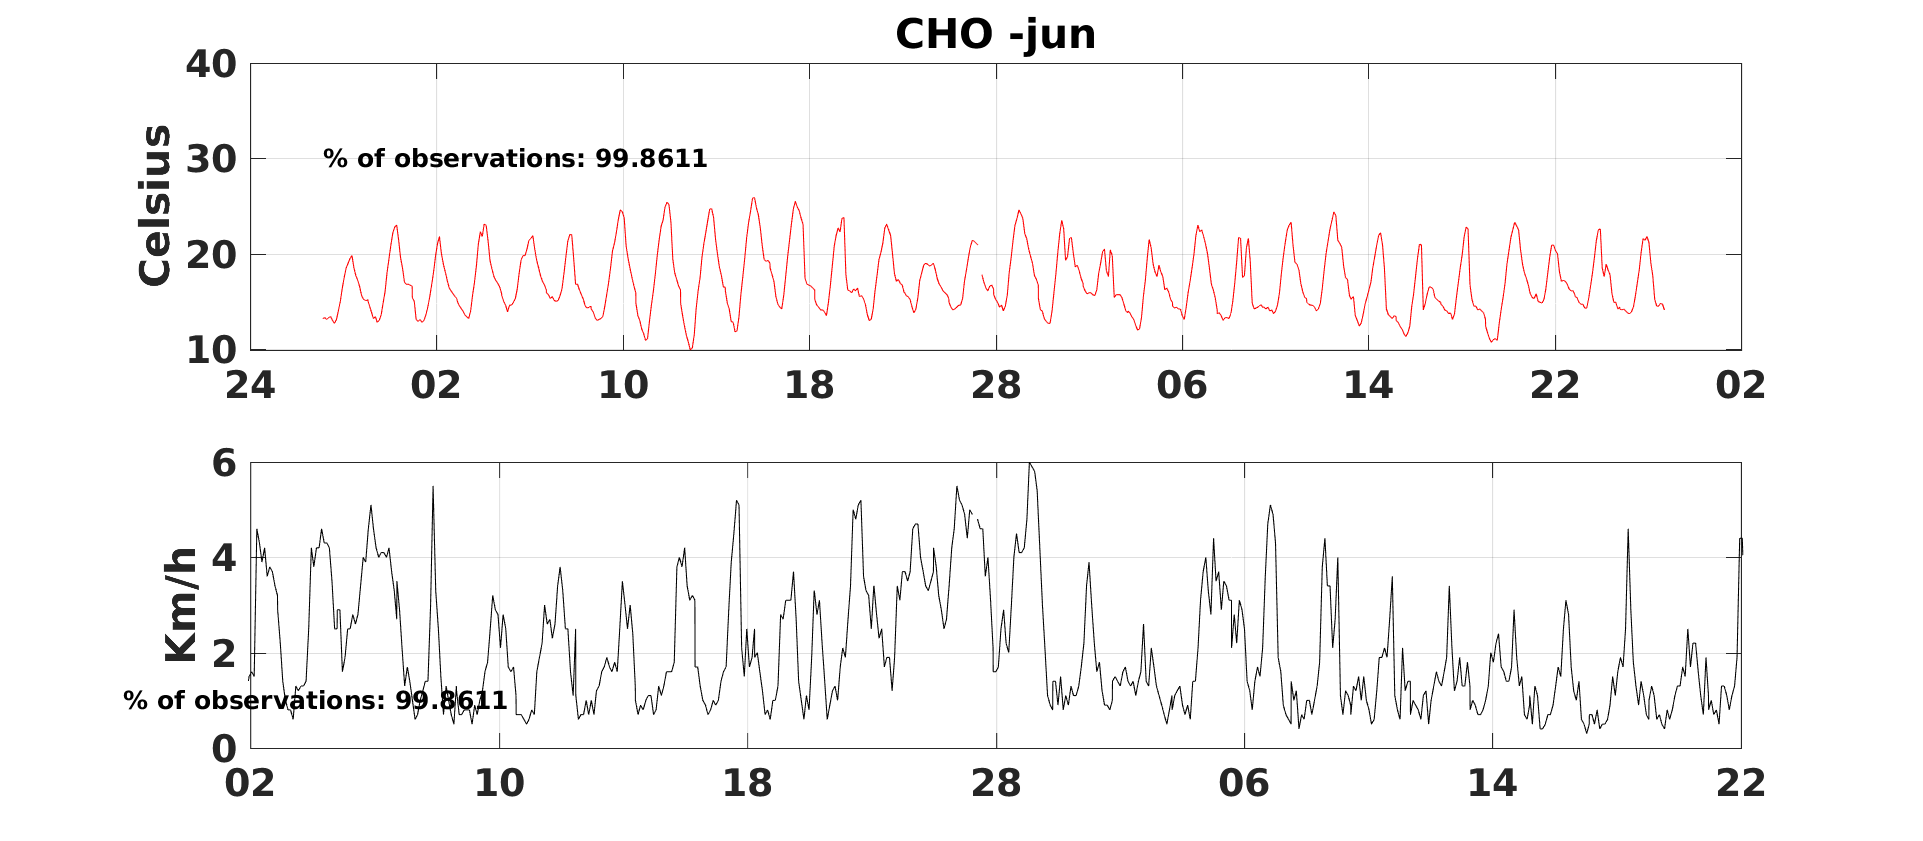 CHO -jun
Celsius
40
30
20
10
% of observations: 99.8611
24 02 10 18 28 06 14 22 02
Km/h
6
4
2
0
% of observations: 99.8611
02 10 18 28 06 14 22